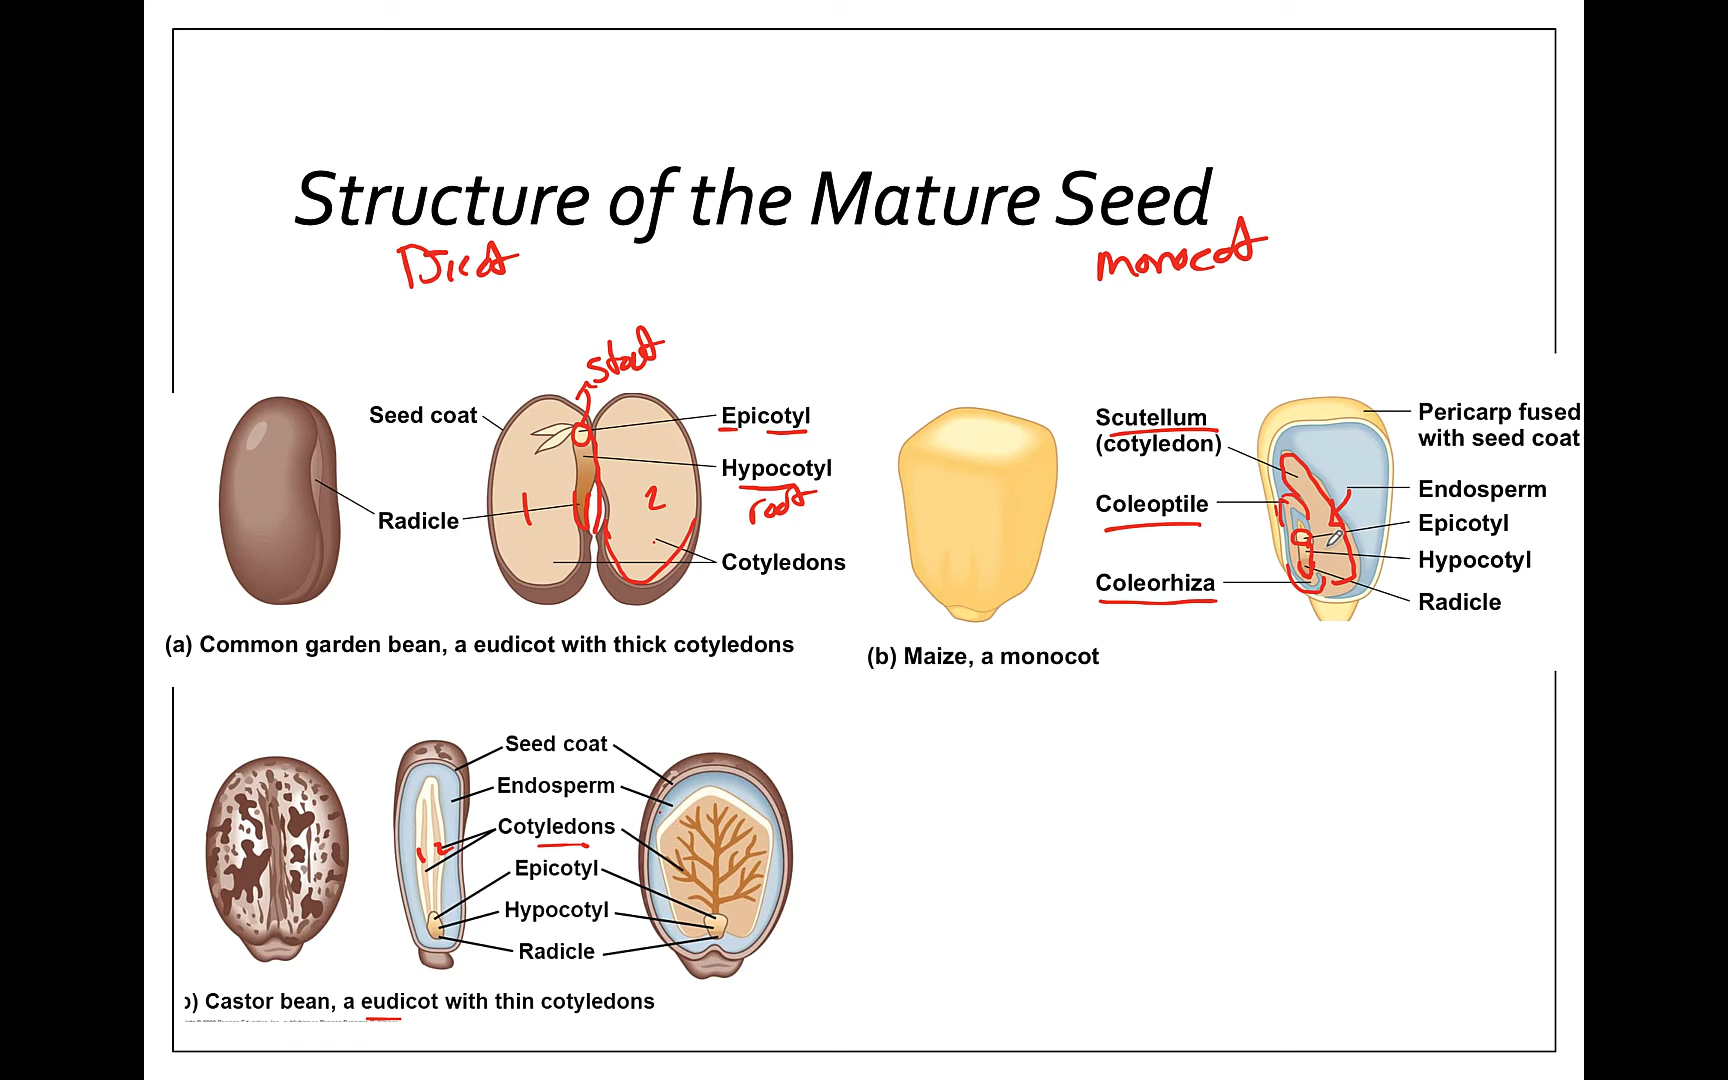 Structure of the Mature Seed
Dicot
monocot
Seed coat
Radicle
Epicotyl
Hypocotyl
root
Cotyledons
1
2
(a) Common garden bean, a eudicot with thick cotyledons
Scutellum
(cotyledon)
Coleoptile
Coleorhiza
Pericarp fused
with seed coat
Endosperm
Epicotyl
Hypocotyl
Radicle
(b) Maize, a monocot
Seed coat
Endosperm
Cotyledons
1 2
Epicotyl
Hypocotyl
Radicle
) Castor bean, a eudicot with thin cotyledons